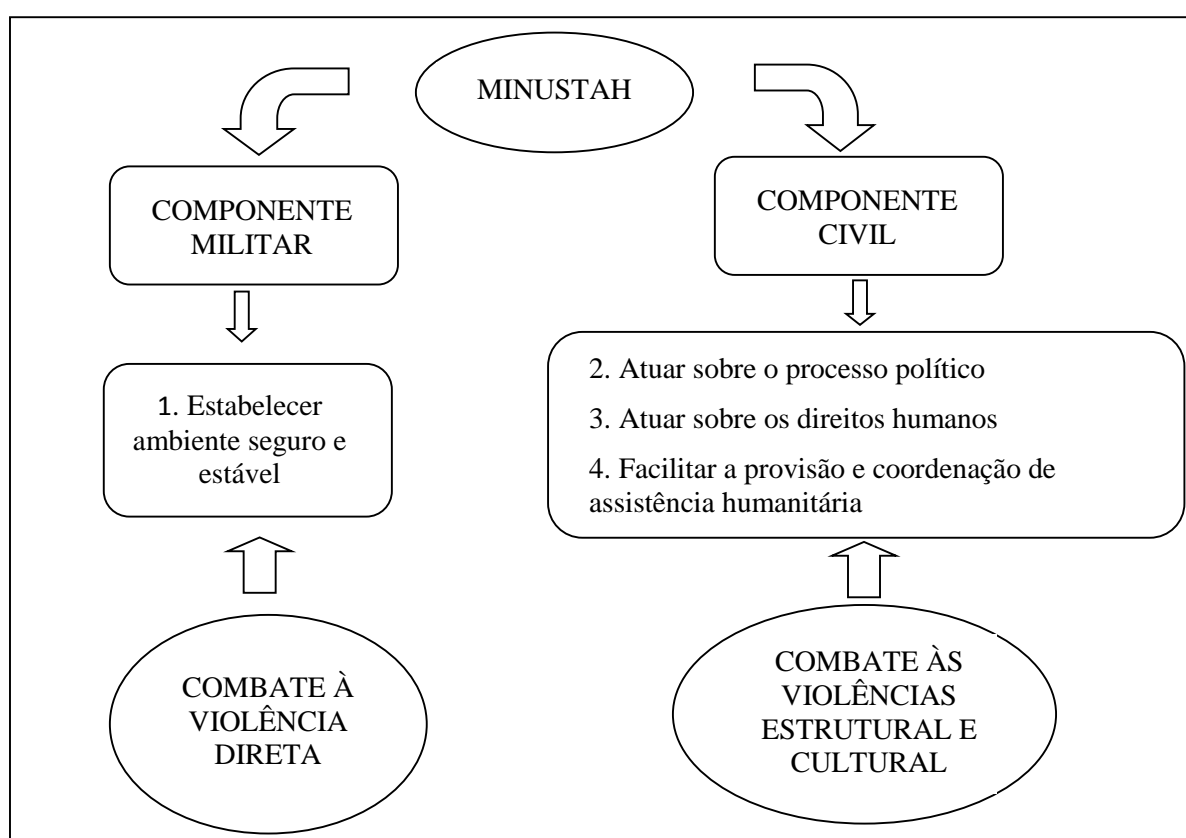 MINUSTAH
COMPONENTE
MILITAR
COMPONENTE
CIVIL
1. Estabelecer
ambiente seguro e
estável
2. Atuar sobre o processo político
3. Atuar sobre os direitos humanos
4. Facilitar a provisão e coordenação de
assistência humanitária
COMBATE À
VIOLÊNCIA
DIRETA
COMBATE ÀS
VIOLÊNCIAS
ESTRUTURAL E
CULTURAL